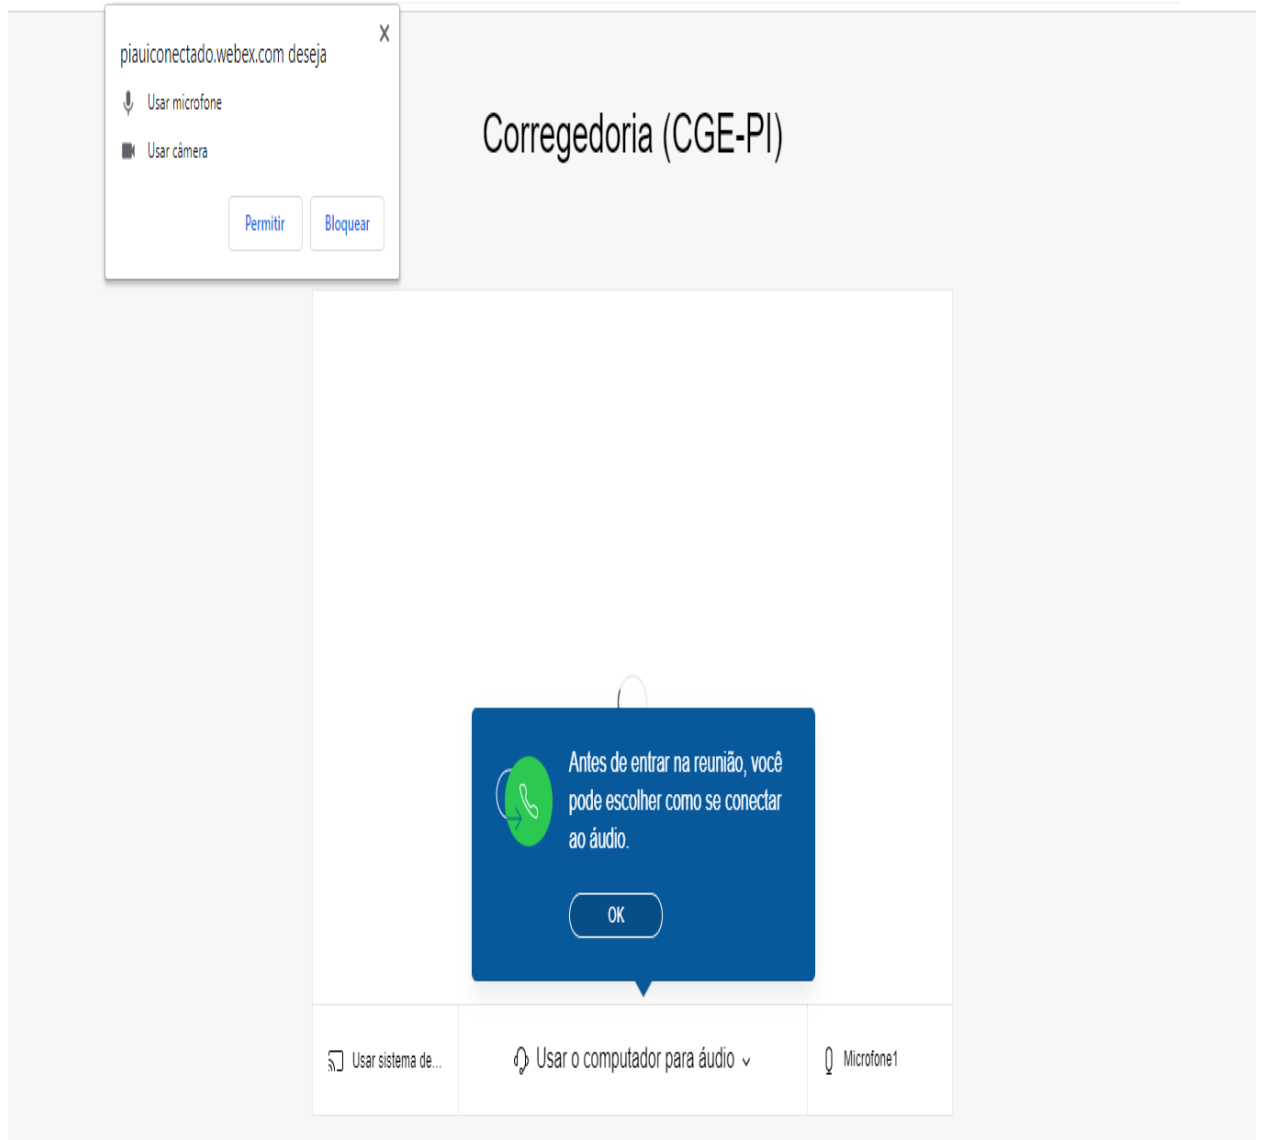 piauiconectado.webex.com deseja
X
Usar microfone
Usar câmera
Permitir
Bloquear
Corregedoria (CGE-PI)
Antes de entrar na reunião, você
pode escolher como se conectar
ao áudio.
OK
Usar sistema de...
Usar o computador para áudio
Microfone1